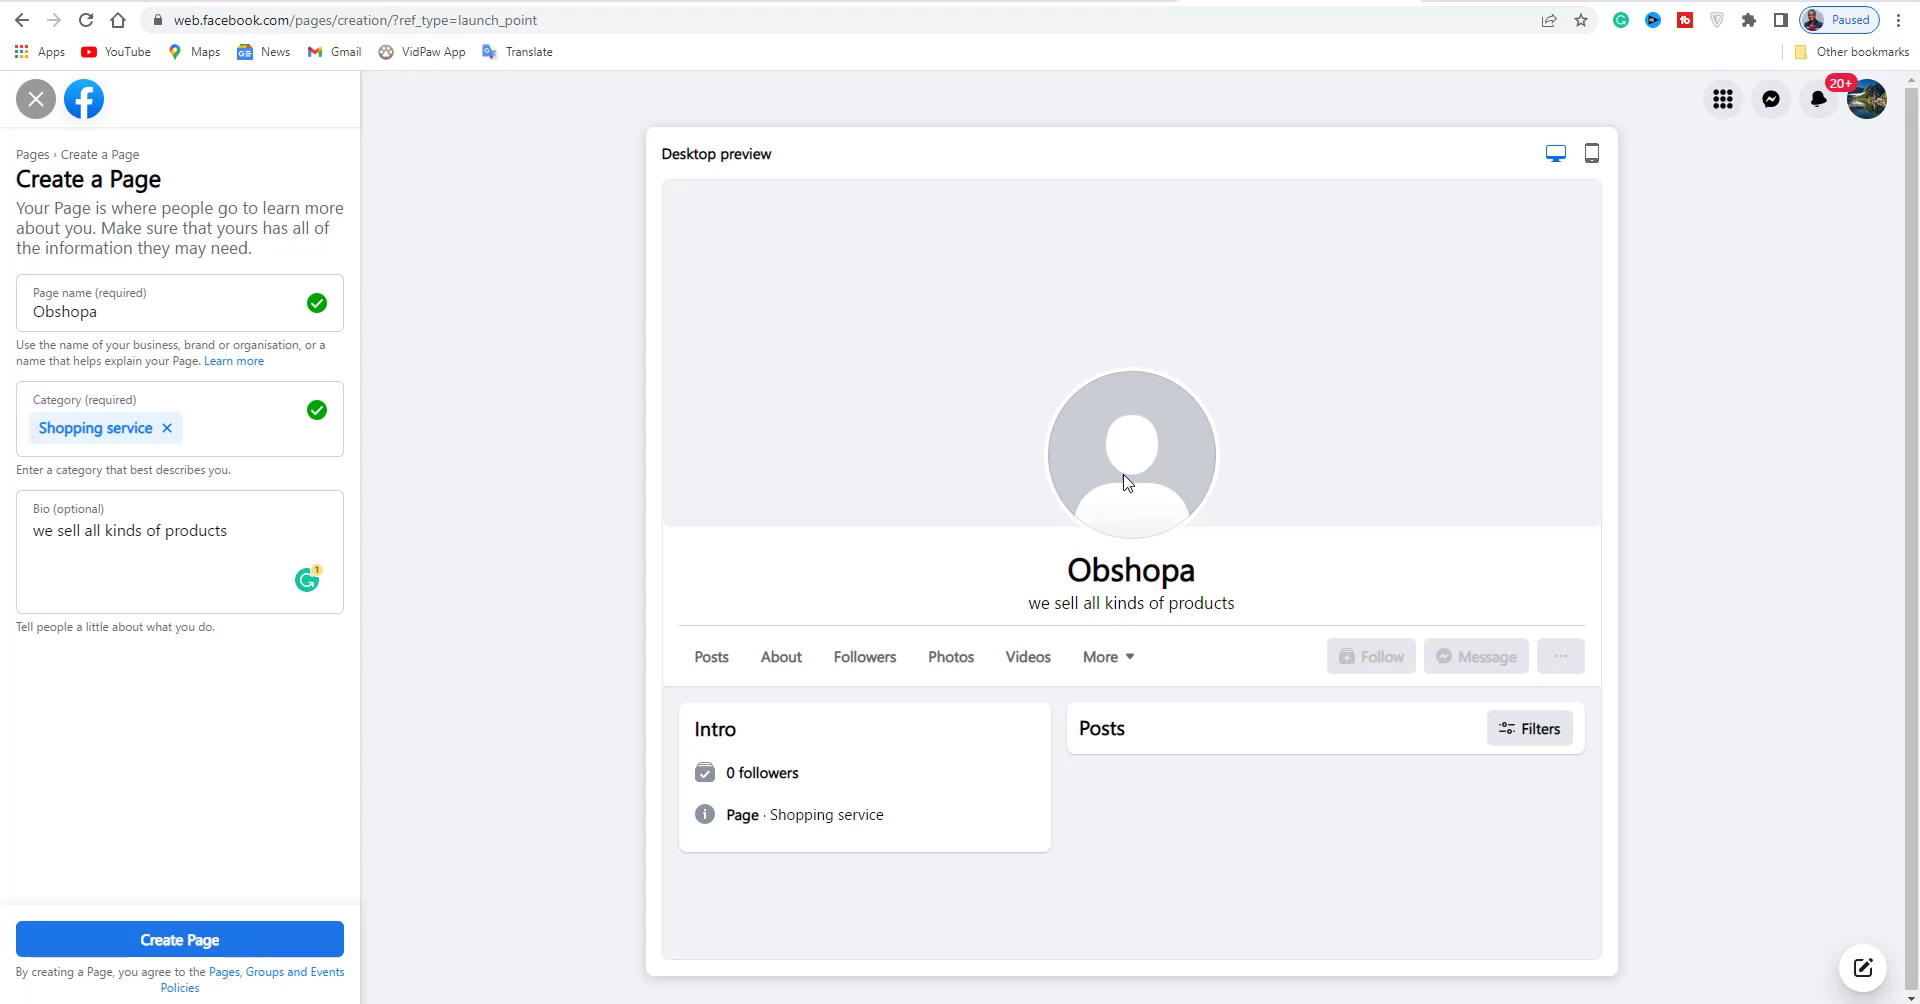 web.facebook.com/pages/creation/?ref_type=launch_point
Paused
Apps
YouTube
Maps
News
Gmail
VidPaw App
Translate
Other bookmarks
20+
Pages › Create a Page
Create a Page
Your Page is where people go to learn more
about you. Make sure that yours has all of
the information they may need.
Page name (required)
Obshopa
Use the name of your business, brand or organisation, or a
name that helps explain your Page. Learn more
Category (required)
Shopping service
Enter a category that best describes you.
Bio (optional)
we sell all kinds of products
1
Tell people a little about what you do.
Create Page
By creating a Page, you agree to the Pages, Groups and Events
Policies
Desktop preview
Obshopa
we sell all kinds of products
Posts
About
Followers
Photos
Videos
More
Follow
Message
Intro
0 followers
Page · Shopping service
Posts
Filters